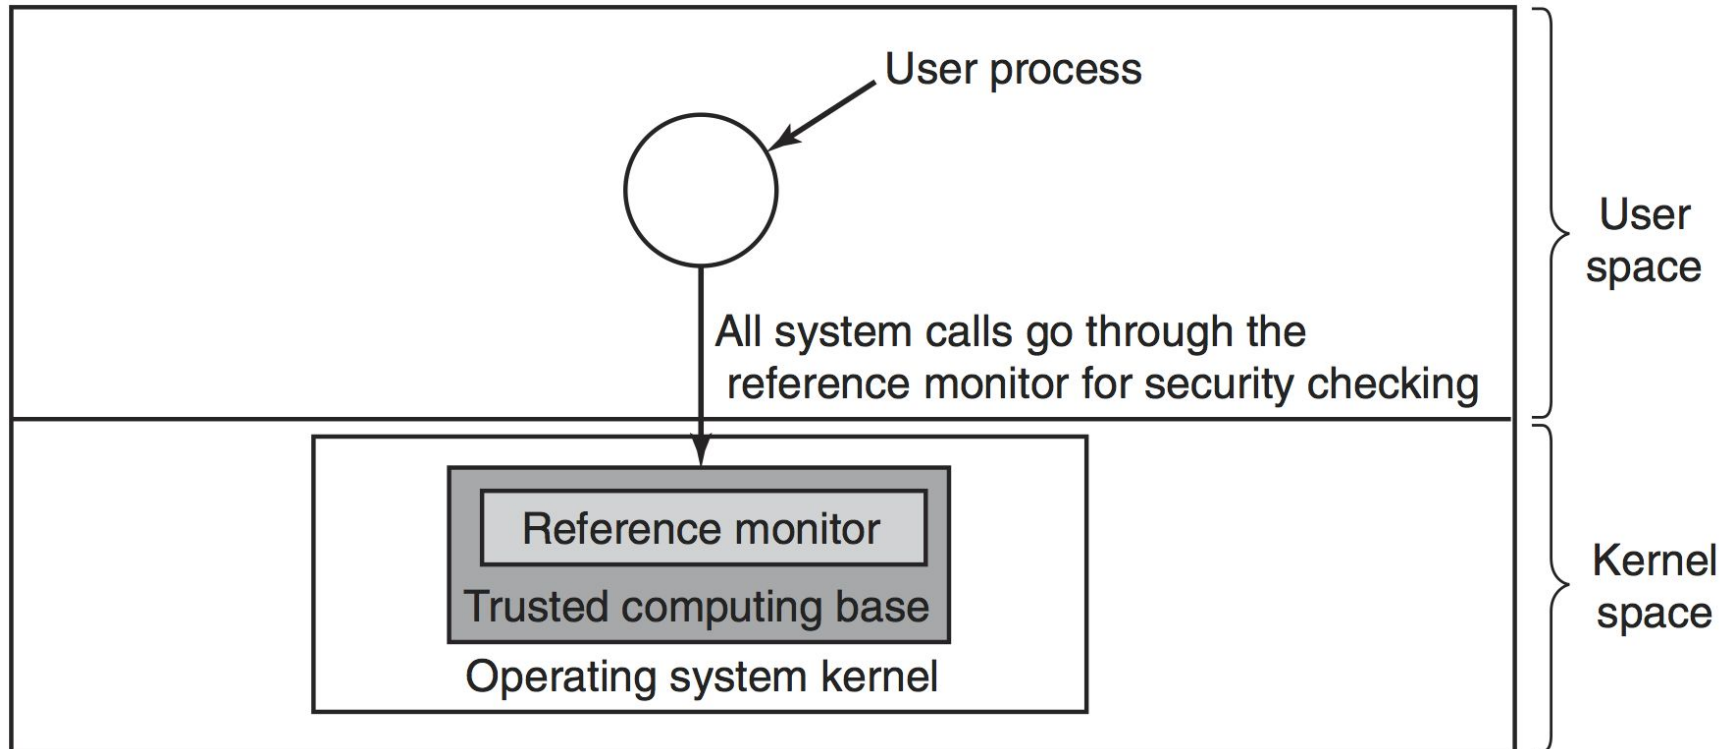 User process
User
space
All system calls go through the
reference monitor for security checking
Reference monitor
Trusted computing base
Operating system kernel
Kernel
space